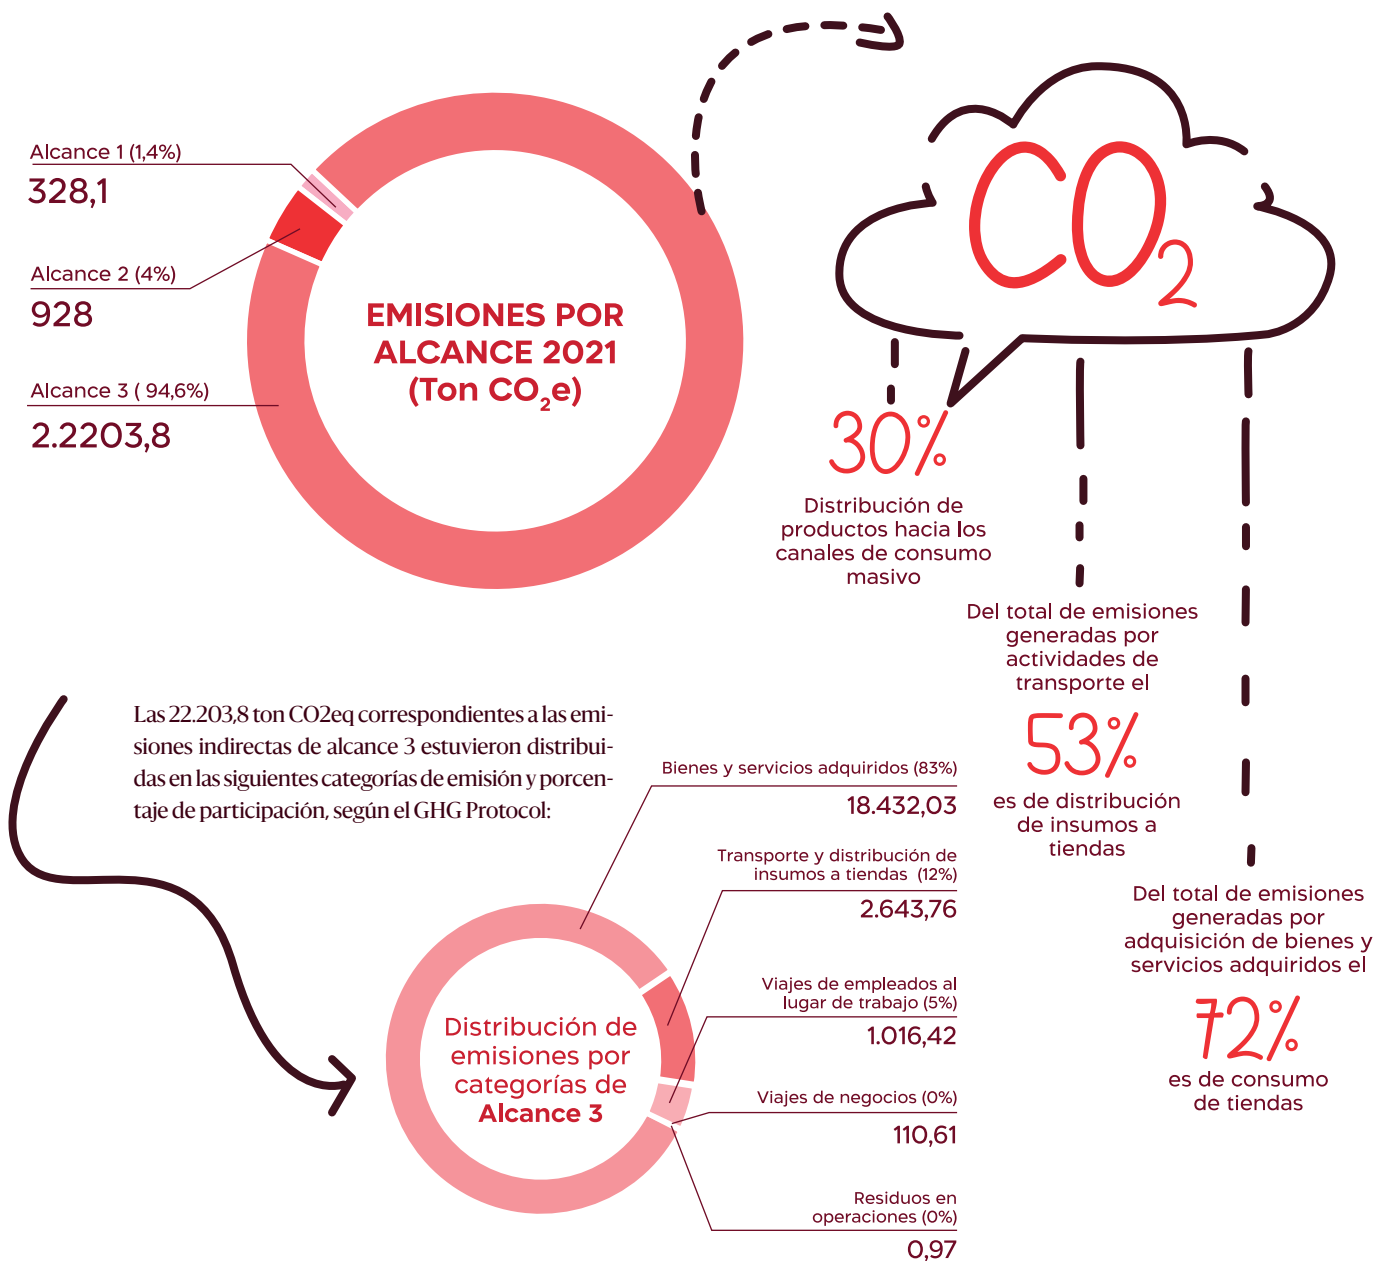 Alcance 1 (1,4%)
328,1
Alcance 2 (4%)
928
Alcance 3 ( 94,6%)
2.2203,8
EMISIONES POR
ALCANCE 2021
(Ton CO₂e)
CO₂
30%
Distribución de
productos hacia los
canales de consumo
masivo
Del total de emisiones
generadas por
actividades de
transporte el
53%
es de distribución
de insumos a
tiendas
Del total de emisiones
generadas por
adquisición de bienes y
servicios adquiridos el
72%
es de consumo
de tiendas
Las 22.203,8 ton CO2eq correspondientes a las emi-
siones indirectas de alcance 3 estuvieron distribui-
das en las siguientes categorías de emisión y porcen-
taje de participación, según el GHG Protocol:
Bienes y servicios adquiridos (83%)
18.432,03
Transporte y distribución de
insumos a tiendas (12%)
2.643,76
Viajes de empleados al
lugar de trabajo (5%)
1.016,42
Viajes de negocios (0%)
110,61
Residuos en
operaciones (0%)
0,97
Distribución de
emisiones por
categorías de
Alcance 3